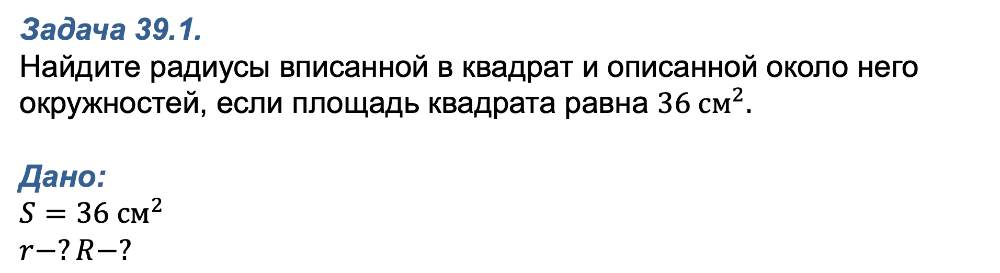 Задача 39.1.
Найдите радиусы вписанной в квадрат и описанной около него
окружностей, если площадь квадрата равна 36 см².
Дано:
S = 36 см²
r−? R−?